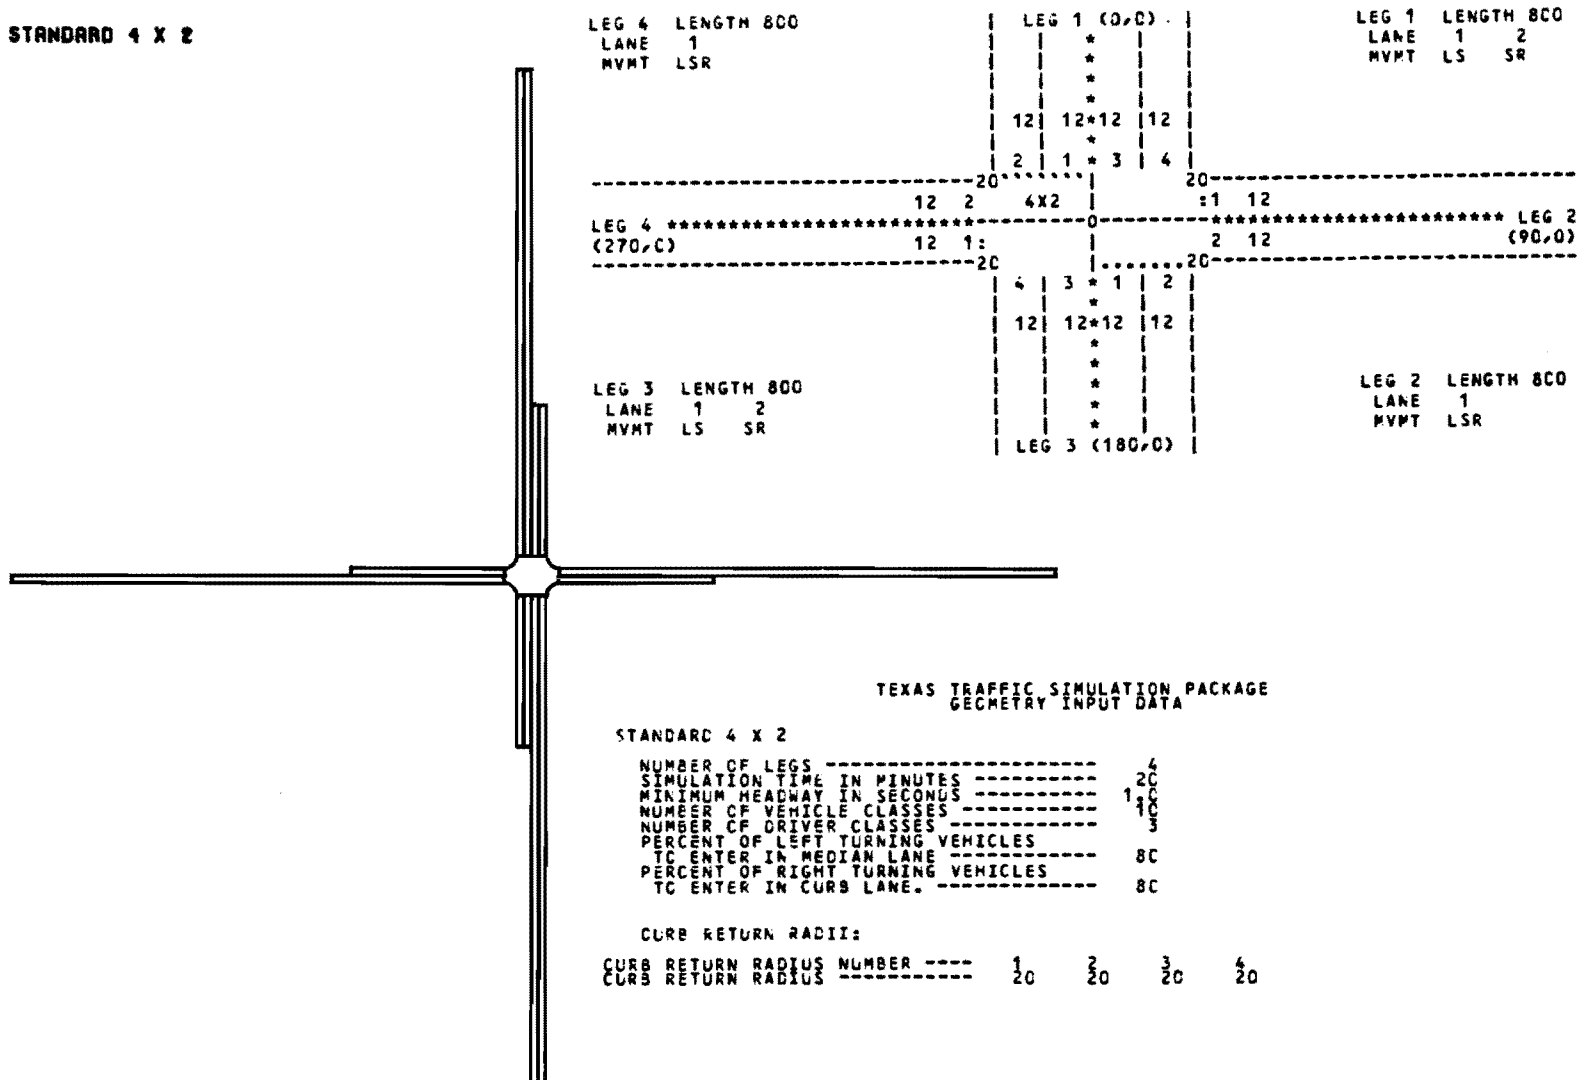 STANDARD 4 X 2
LEG 4 LENGTH 800
LANE 1
MVMT LSR
LEG 1 (0,0)
LEG 1 LENGTH 800
LANE 1 2
MVMT LS SR
12 12 12 12
2 1 3 4
20 20
12 2 4X2 1 12
LEG 4 0 LEG 2
(270,0) 12 1 2 12 (90,0)
20 20
4 3 1 2
12 12 12 12
LEG 3 (180,0)
LEG 3 LENGTH 800
LANE 1 2
MVMT LS SR
LEG 2 LENGTH 800
LANE 1
MVMT LSR
TEXAS TRAFFIC SIMULATION PACKAGE
GEOMETRY INPUT DATA
STANDARD 4 X 2
NUMBER OF LEGS -------------------- 4
SIMULATION TIME IN MINUTES --------- 20
MINIMUM HEADWAY IN SECONDS --------- 1.0
NUMBER OF VEHICLE CLASSES ---------- 10
NUMBER OF DRIVER CLASSES ----------- 3
PERCENT OF LEFT TURNING VEHICLES
TO ENTER IN MEDIAN LANE ----------- 80
PERCENT OF RIGHT TURNING VEHICLES
TO ENTER IN CURB LANE. ------------ 80
CURB RETURN RADII:
CURB RETURN RADIUS NUMBER ---- 1 2 3 4
CURB RETURN RADIUS ---------- 20 20 20 20